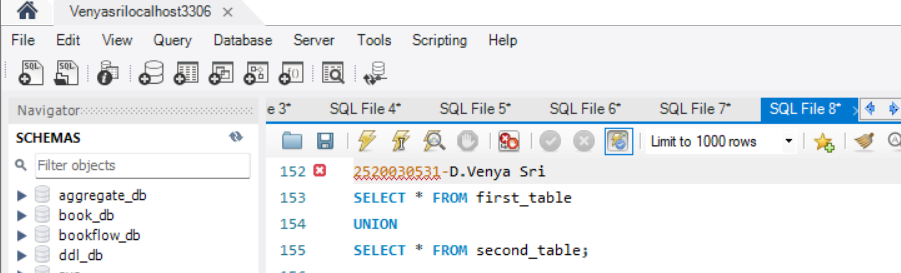 Venyasrilocalhost3306 ×
File Edit View Query Database Server Tools Scripting Help
Navigator
SCHEMAS
Filter objects
aggregate_db
book_db
bookflow_db
ddl_db
e 3* SQL File 4* SQL File 5* SQL File 6* SQL File 7* SQL File 8*
Limit to 1000 rows
152 2520030531-D.Venya Sri
153 SELECT * FROM first_table
154 UNION
155 SELECT * FROM second_table;